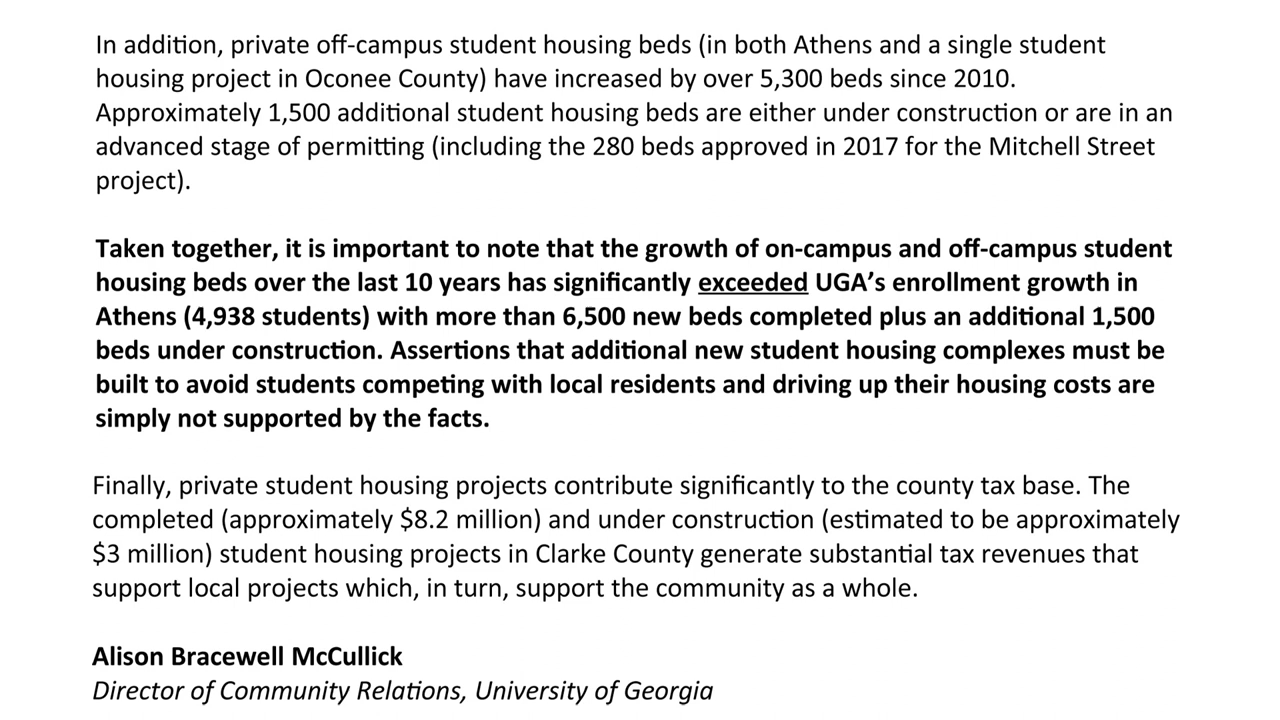 In addition, private off-campus student housing beds (in both Athens and a single student
housing project in Oconee County) have increased by over 5,300 beds since 2010.
Approximately 1,500 additional student housing beds are either under construction or are in an
advanced stage of permitting (including the 280 beds approved in 2017 for the Mitchell Street
project).
Taken together, it is important to note that the growth of on-campus and off-campus student
housing beds over the last 10 years has significantly exceeded UGA’s enrollment growth in
Athens (4,938 students) with more than 6,500 new beds completed plus an additional 1,500
beds under construction. Assertions that additional new student housing complexes must be
built to avoid students competing with local residents and driving up their housing costs are
simply not supported by the facts.
Finally, private student housing projects contribute significantly to the county tax base. The
completed (approximately $8.2 million) and under construction (estimated to be approximately
$3 million) student housing projects in Clarke County generate substantial tax revenues that
support local projects which, in turn, support the community as a whole.
Alison Bracewell McCullick
Director of Community Relations, University of Georgia